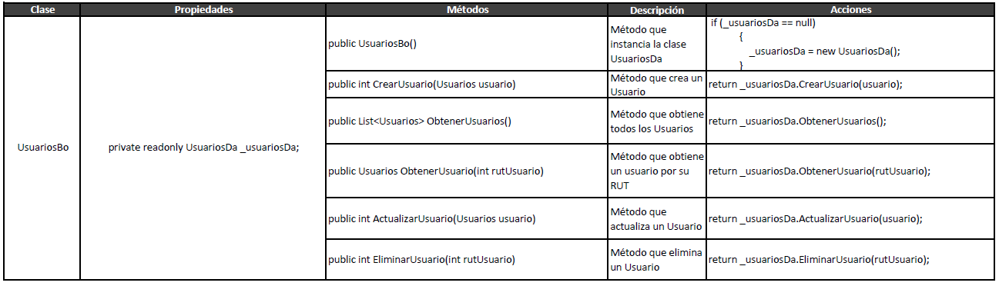 Clase Propiedades Métodos Descripción Acciones
UsuariosBo
private readonly UsuariosDa _usuariosDa;
public UsuariosBo()
Método que
instancia la clase
UsuariosDa
if (_usuariosDa == null)
{
_usuariosDa = new UsuariosDa();
}
public int CrearUsuario(Usuarios usuario)
Método que crea un
Usuario
return _usuariosDa.CrearUsuario(usuario);
public List<Usuarios> ObtenerUsuarios()
Método que obtiene
todos los Usuarios
return _usuariosDa.ObtenerUsuarios();
public Usuarios ObtenerUsuario(int rutUsuario)
Método que obtiene
un usuario por su
RUT
return _usuariosDa.ObtenerUsuario(rutUsuario);
public int ActualizarUsuario(Usuarios usuario)
Método que
actualiza un Usuario
return _usuariosDa.ActualizarUsuario(usuario);
public int EliminarUsuario(int rutUsuario)
Método que elimina
un Usuario
return _usuariosDa.EliminarUsuario(rutUsuario);